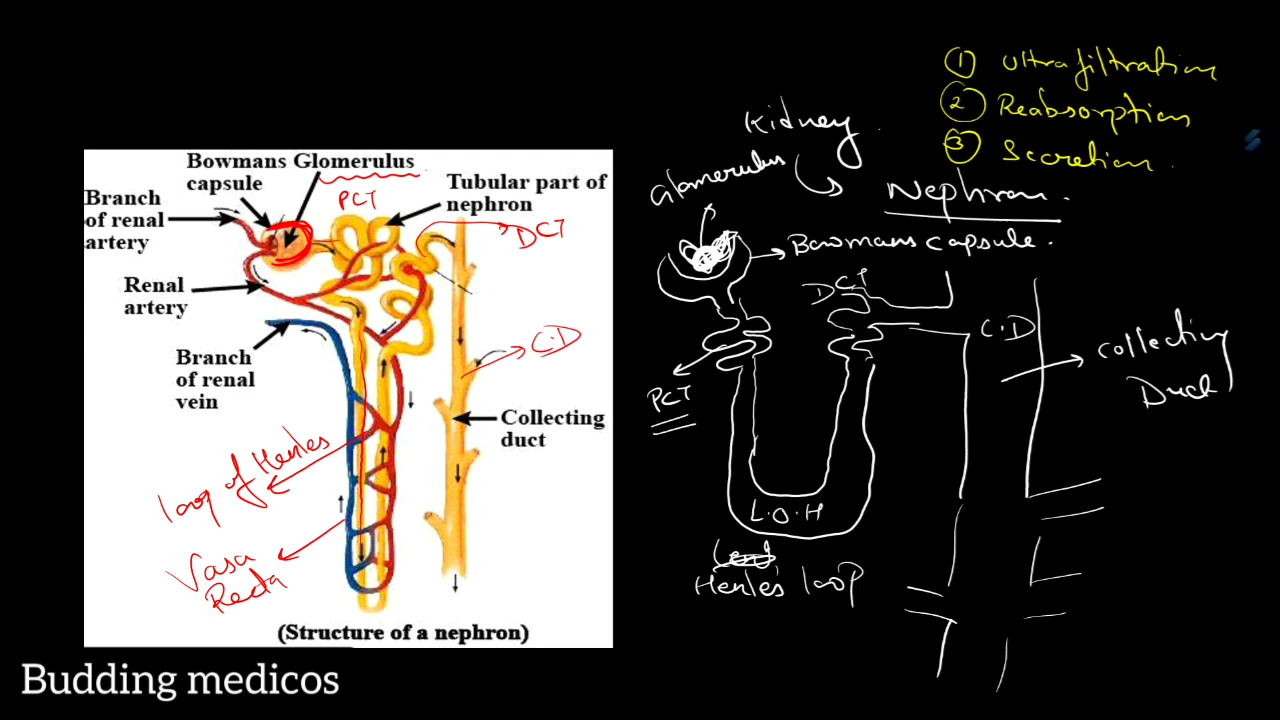 ① Ultrafiltration
② Reabsorption
③ Secretion.
Kidney.
Glomerulus
Nephron.
Bowmans capsule.
DCT
C.D
Collecting
Duck
PCT
L.O.H
Henle's loop
Bowmans Glomerulus
capsule
PCT
Tubular part of
nephron
DCT
Branch
of renal
artery
Renal
artery
Branch
of renal
vein
C.D
Collecting
duct
loop of Henles
Vasa
Recta
(Structure of a nephron)
Budding medicos